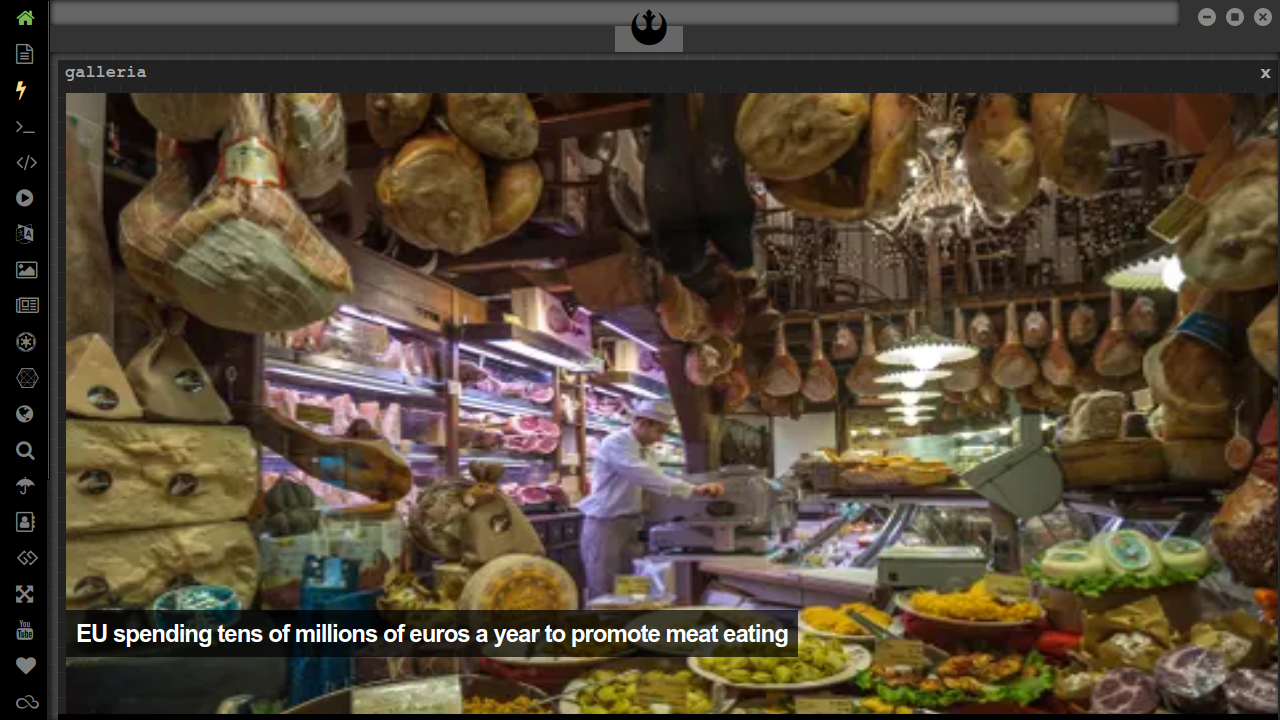 galleria
x
EU spending tens of millions of euros a year to promote meat eating